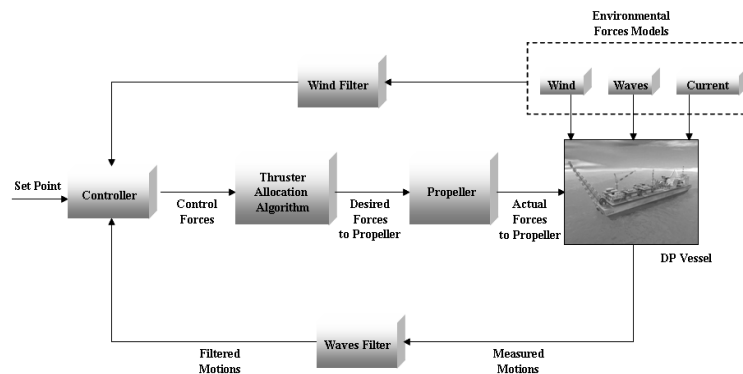 Environmental
Forces Models
Wind Filter
Wind
Waves
Current
Set Point
Controller
Control
Forces
Thruster
Allocation
Algorithm
Desired
Forces
to Propeller
Propeller
Actual
Forces
to Propeller
DP Vessel
Filtered
Motions
Waves Filter
Measured
Motions